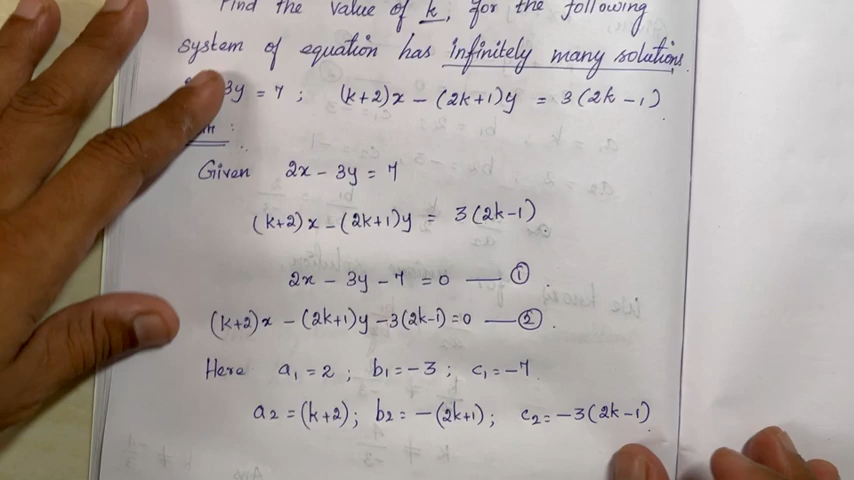 Find the value of k, for the following
system of equation has infinitely many solutions.
3y = 7 ; (k+2)x - (2k+1)y = 3(2k-1)
Given 2x - 3y = 7
(k+2)x - (2k+1)y = 3(2k-1)
2x - 3y - 7 = 0 — ①
(k+2)x - (2k+1)y - 3(2k-1) = 0 — ②.
Here a₁ = 2 ; b₁ = -3 ; c₁ = -7
a₂ = (k+2) ; b₂ = -(2k+1) ; c₂ = -3(2k-1)